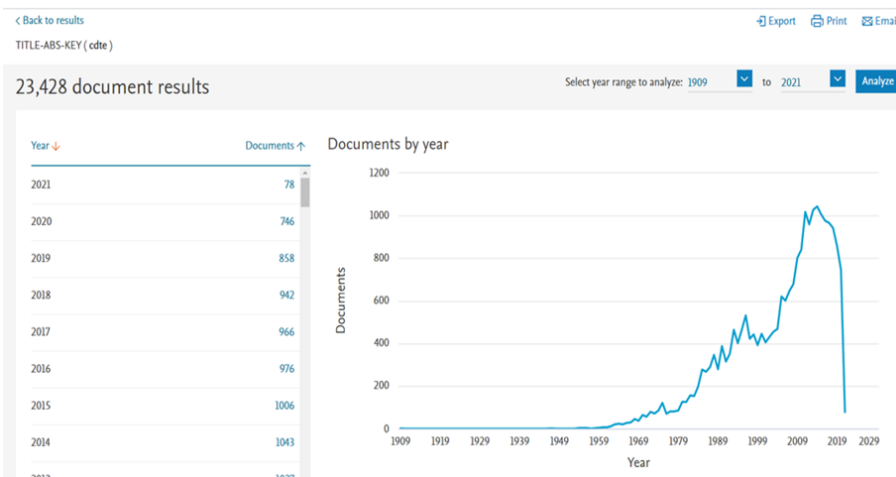 < Back to results
Export Print Emai
TITLE-ABS-KEY ( cdte )
23,428 document results
Select year range to analyze: 1909 to 2021 Analyze
Year Documents
2021 78
2020 746
2019 858
2018 942
2017 966
2016 976
2015 1006
2014 1043
Documents by year
1200
1000
800
600
400
200
0
Documents
1909 1919 1929 1939 1949 1959 1969 1979 1989 1999 2009 2019 2029
Year